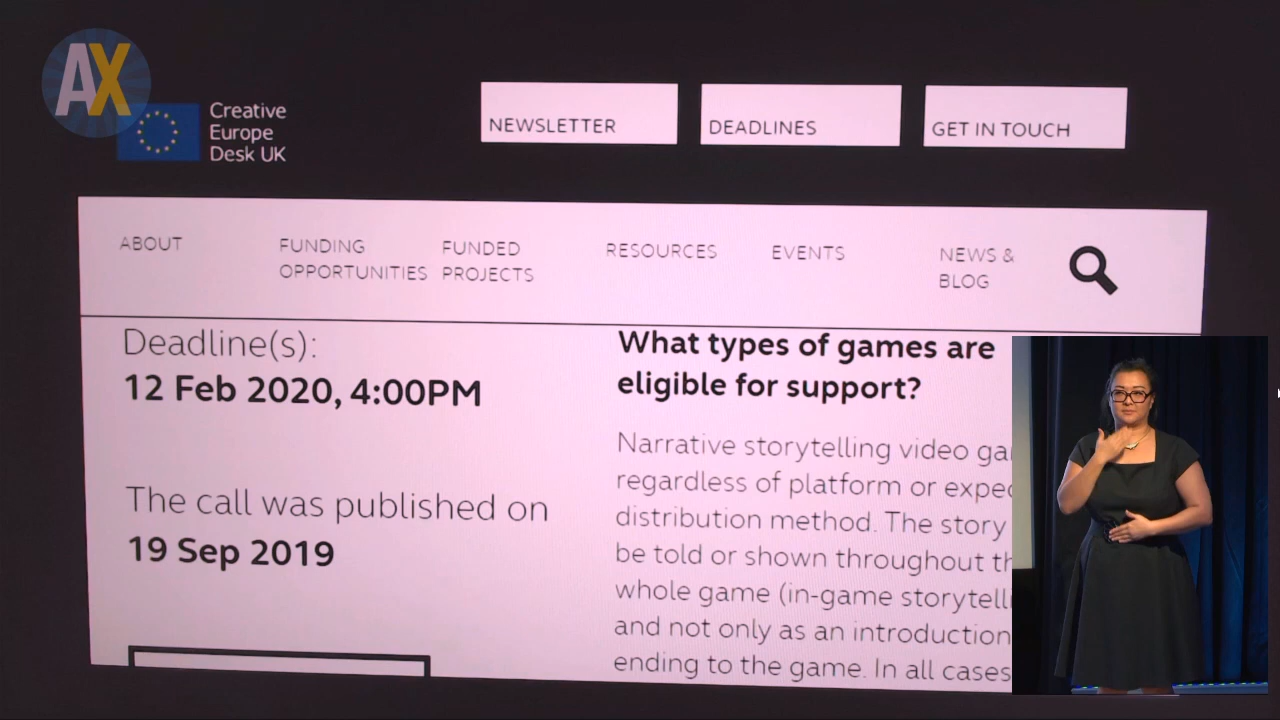 AX
Creative
Europe
Desk UK
NEWSLETTER
DEADLINES
GET IN TOUCH
ABOUT
FUNDING
OPPORTUNITIES
FUNDED
PROJECTS
RESOURCES
EVENTS
NEWS &
BLOG
Deadline(s):
12 Feb 2020, 4:00PM
The call was published on
19 Sep 2019
What types of games are
eligible for support?
Narrative storytelling video
regardless of platform or
distribution method. The story
be told or shown throughout
whole game (in-game
and not only as an introduction
ending to the game. In all cases